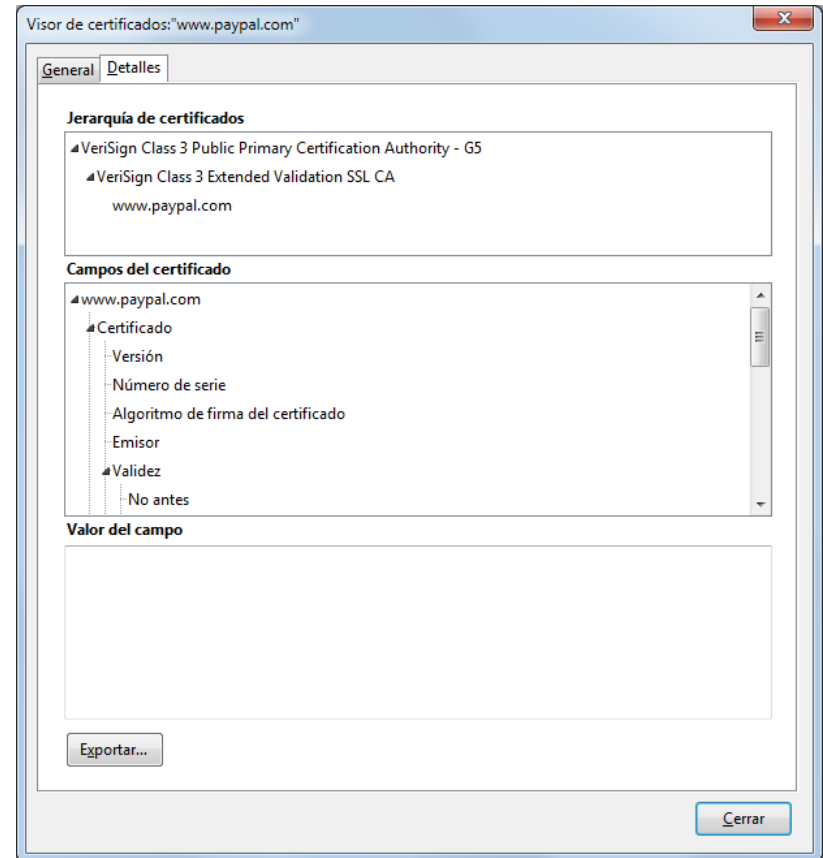 Visor de certificados:"www.paypal.com"
General Detalles
Jerarquía de certificados
VeriSign Class 3 Public Primary Certification Authority - G5
VeriSign Class 3 Extended Validation SSL CA
www.paypal.com
Campos del certificado
www.paypal.com
Certificado
Versión
Número de serie
Algoritmo de firma del certificado
Emisor
Validez
No antes
Valor del campo
Exportar...
Cerrar